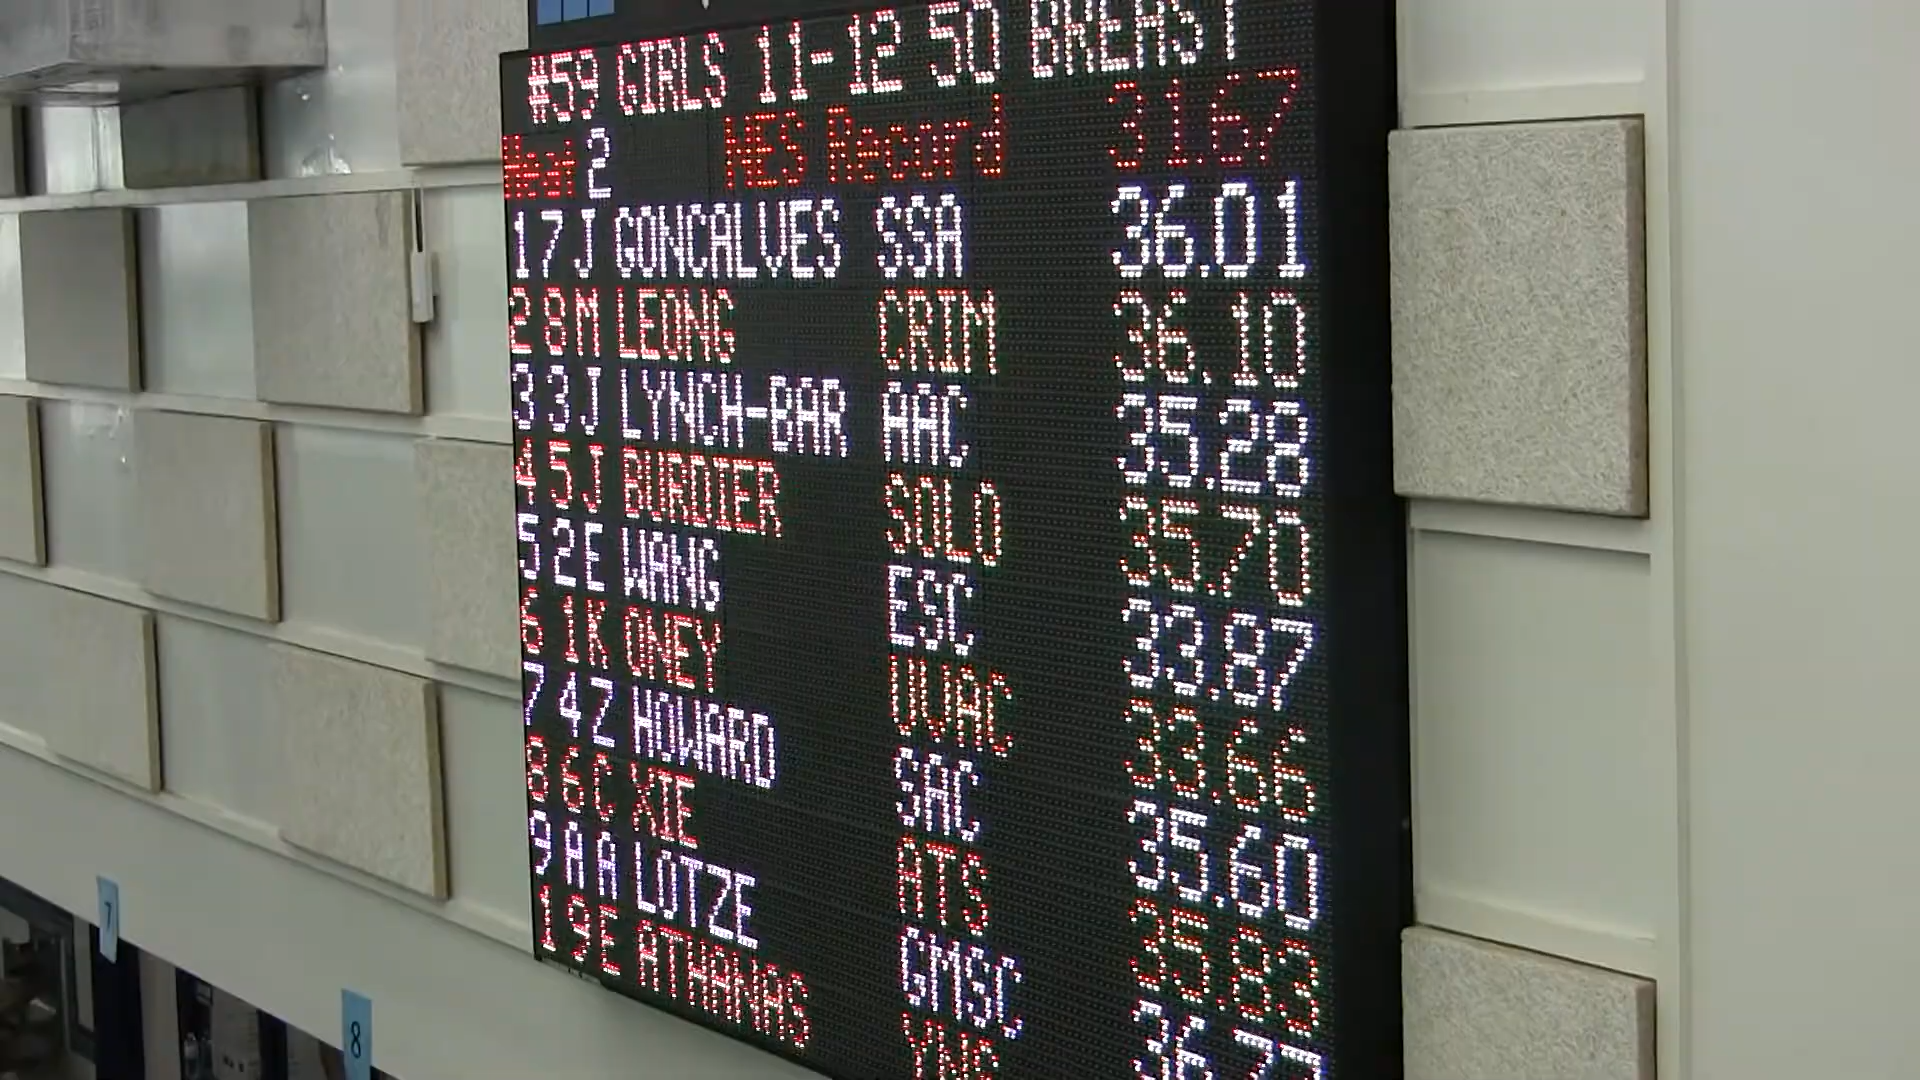 #59 GIRLS 11-12 50 BREAST
Heat 2 NES Record 31.67
1 7 J GONCALVES SSA 36.01
2 8 M LEONG CRIM 36.10
3 3 J LYNCH-BAR AAC 35.28
4 5 J BURDIER SOLO 35.70
5 2 E WANG ESC 33.87
6 1 K ONEY UVAC 33.66
7 4 Z HOWARD SAC 35.60
8 6 C XIE ATS 35.83
9 A A LOTZE GMSC
1 9 E ATHANAS
7
8